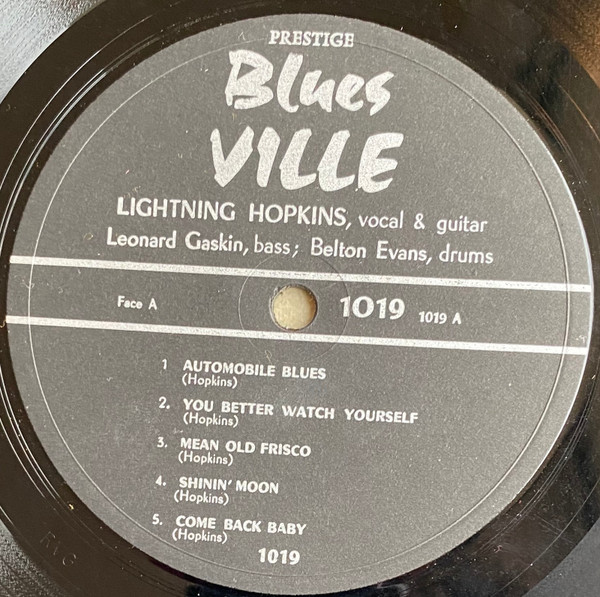 PRESTIGE
Blues
VILLE
LIGHTNING HOPKINS, vocal & guitar
Leonard Gaskin, bass; Belton Evans, drums
Face A 1019 1019 A
1 AUTOMOBILE BLUES
(Hopkins)
2. YOU BETTER WATCH YOURSELF
(Hopkins)
3. MEAN OLD FRISCO
(Hopkins)
4. SHININ' MOON
(Hopkins)
5. COME BACK BABY
(Hopkins)
1019
RVG